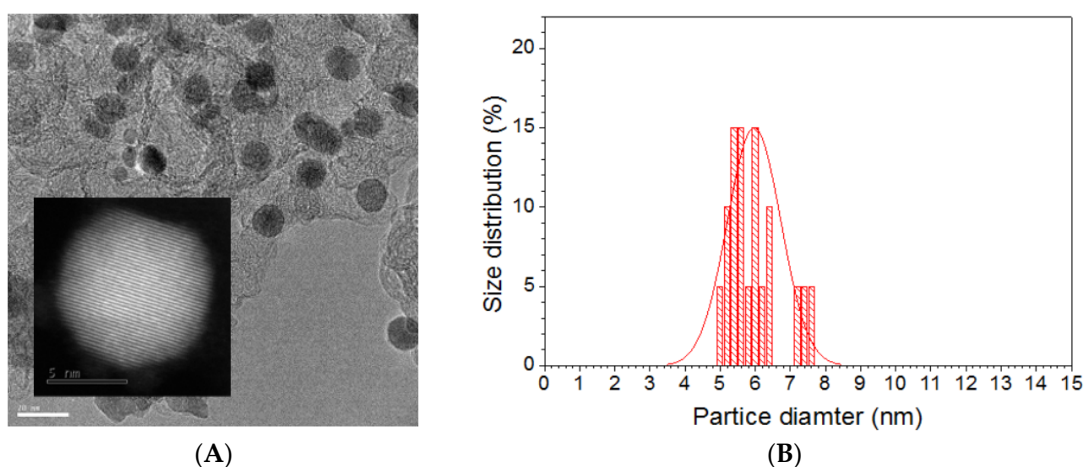 5 nm
20 nm
Size distribution (%)
20
15
10
5
0
0 1 2 3 4 5 6 7 8 9 10 11 12 13 14 15
Partice diamter (nm)
(A)
(B)